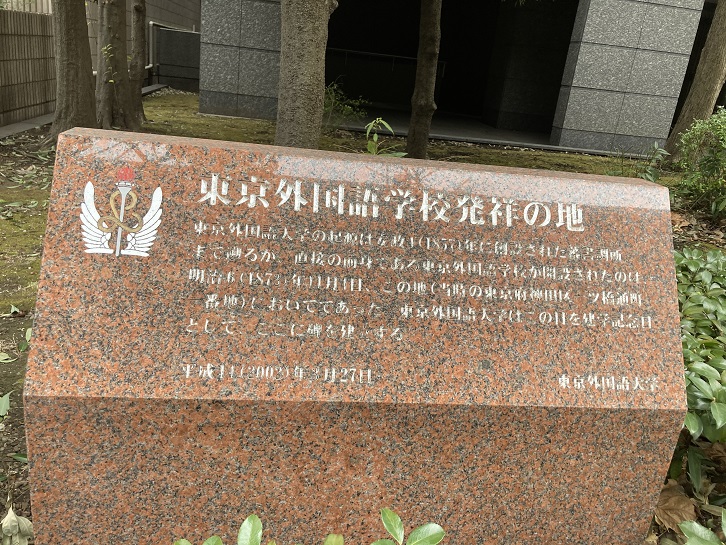 東京外国語学校発祥の地
東京外国語大学の起源は安政4(1857)年に創設された蕃書調所
まで遡るが、直接の前身である東京外国語学校が開設されたのは
明治6(1873)年11月4日、この地(当時の東京府神田区一ツ橋通町
一番地)においてであった。東京外国語大学はこの日を建学記念日
として、ここに碑を建
する
平成14(2002)年 月27日
東京外国語大学